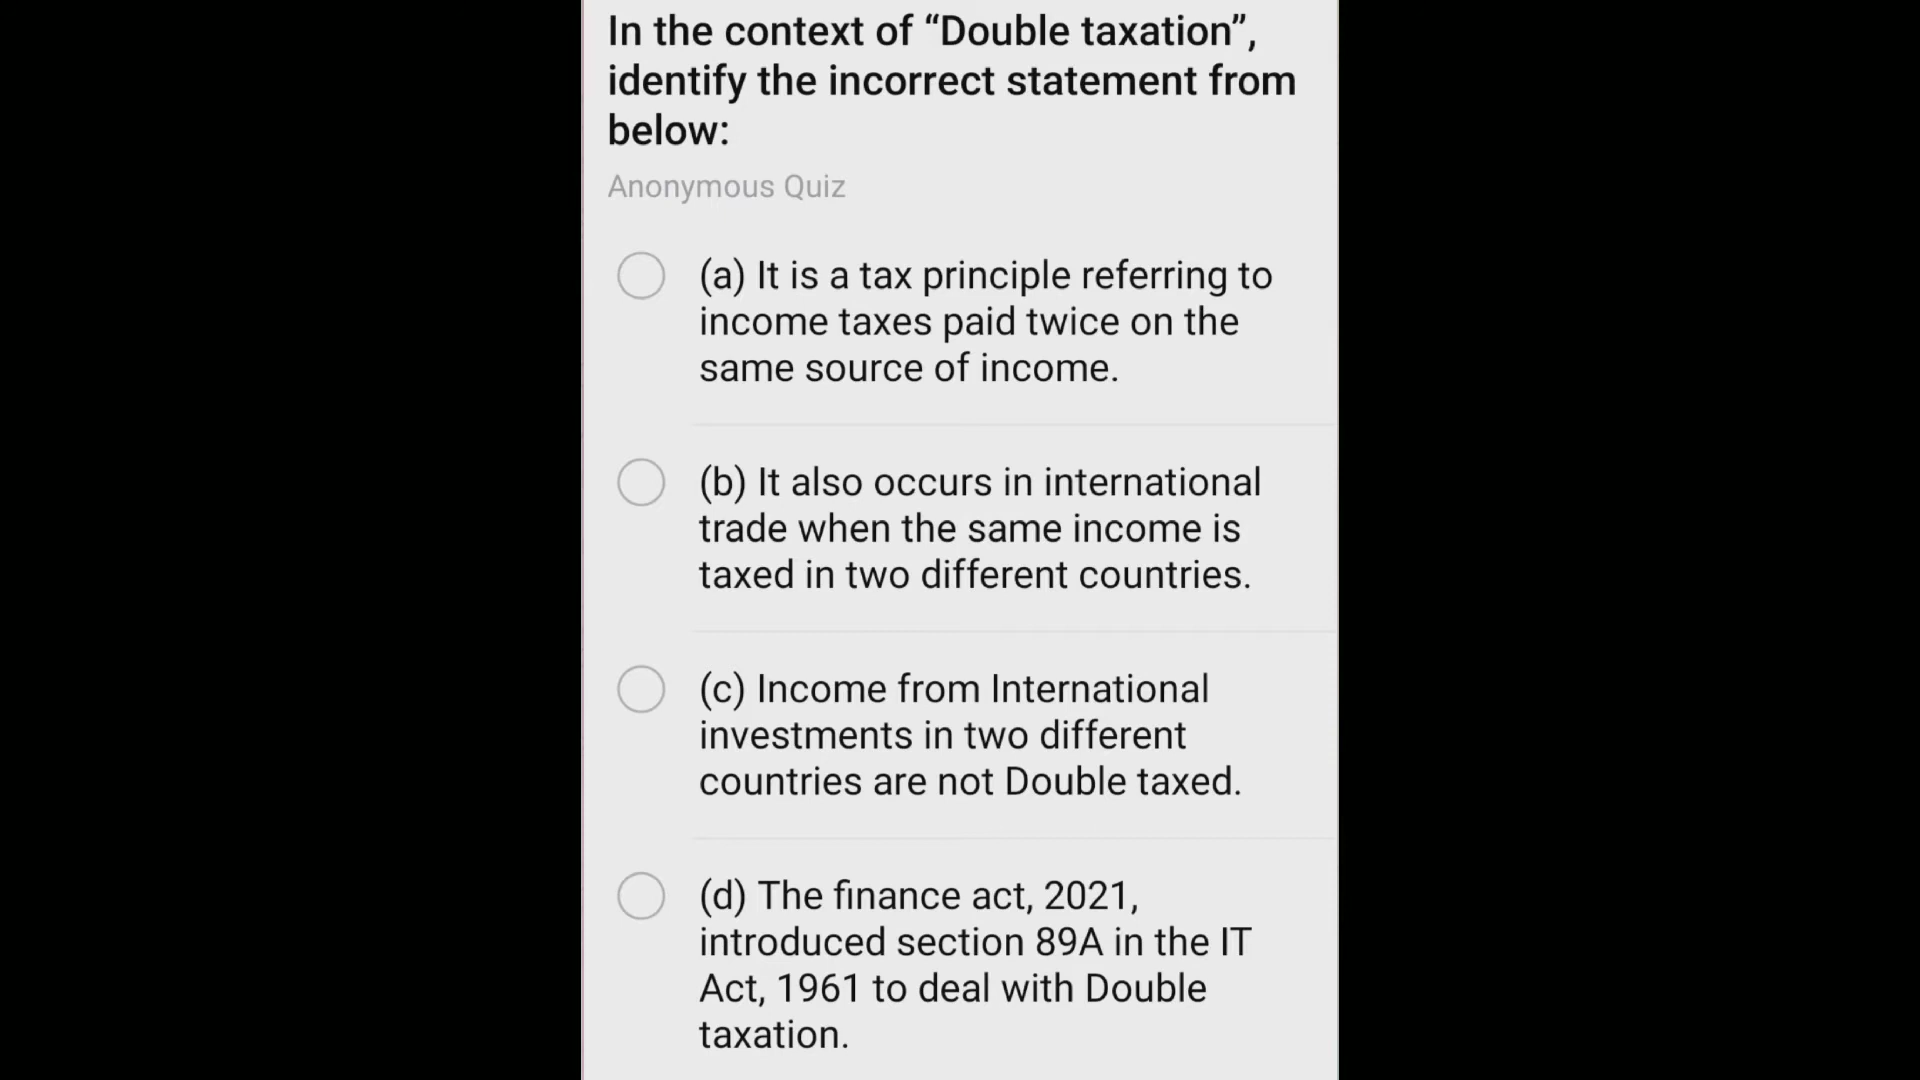 In the context of “Double taxation”,
identify the incorrect statement from
below:
Anonymous Quiz
(a) It is a tax principle referring to
income taxes paid twice on the
same source of income.
(b) It also occurs in international
trade when the same income is
taxed in two different countries.
(c) Income from International
investments in two different
countries are not Double taxed.
(d) The finance act, 2021,
introduced section 89A in the IT
Act, 1961 to deal with Double
taxation.